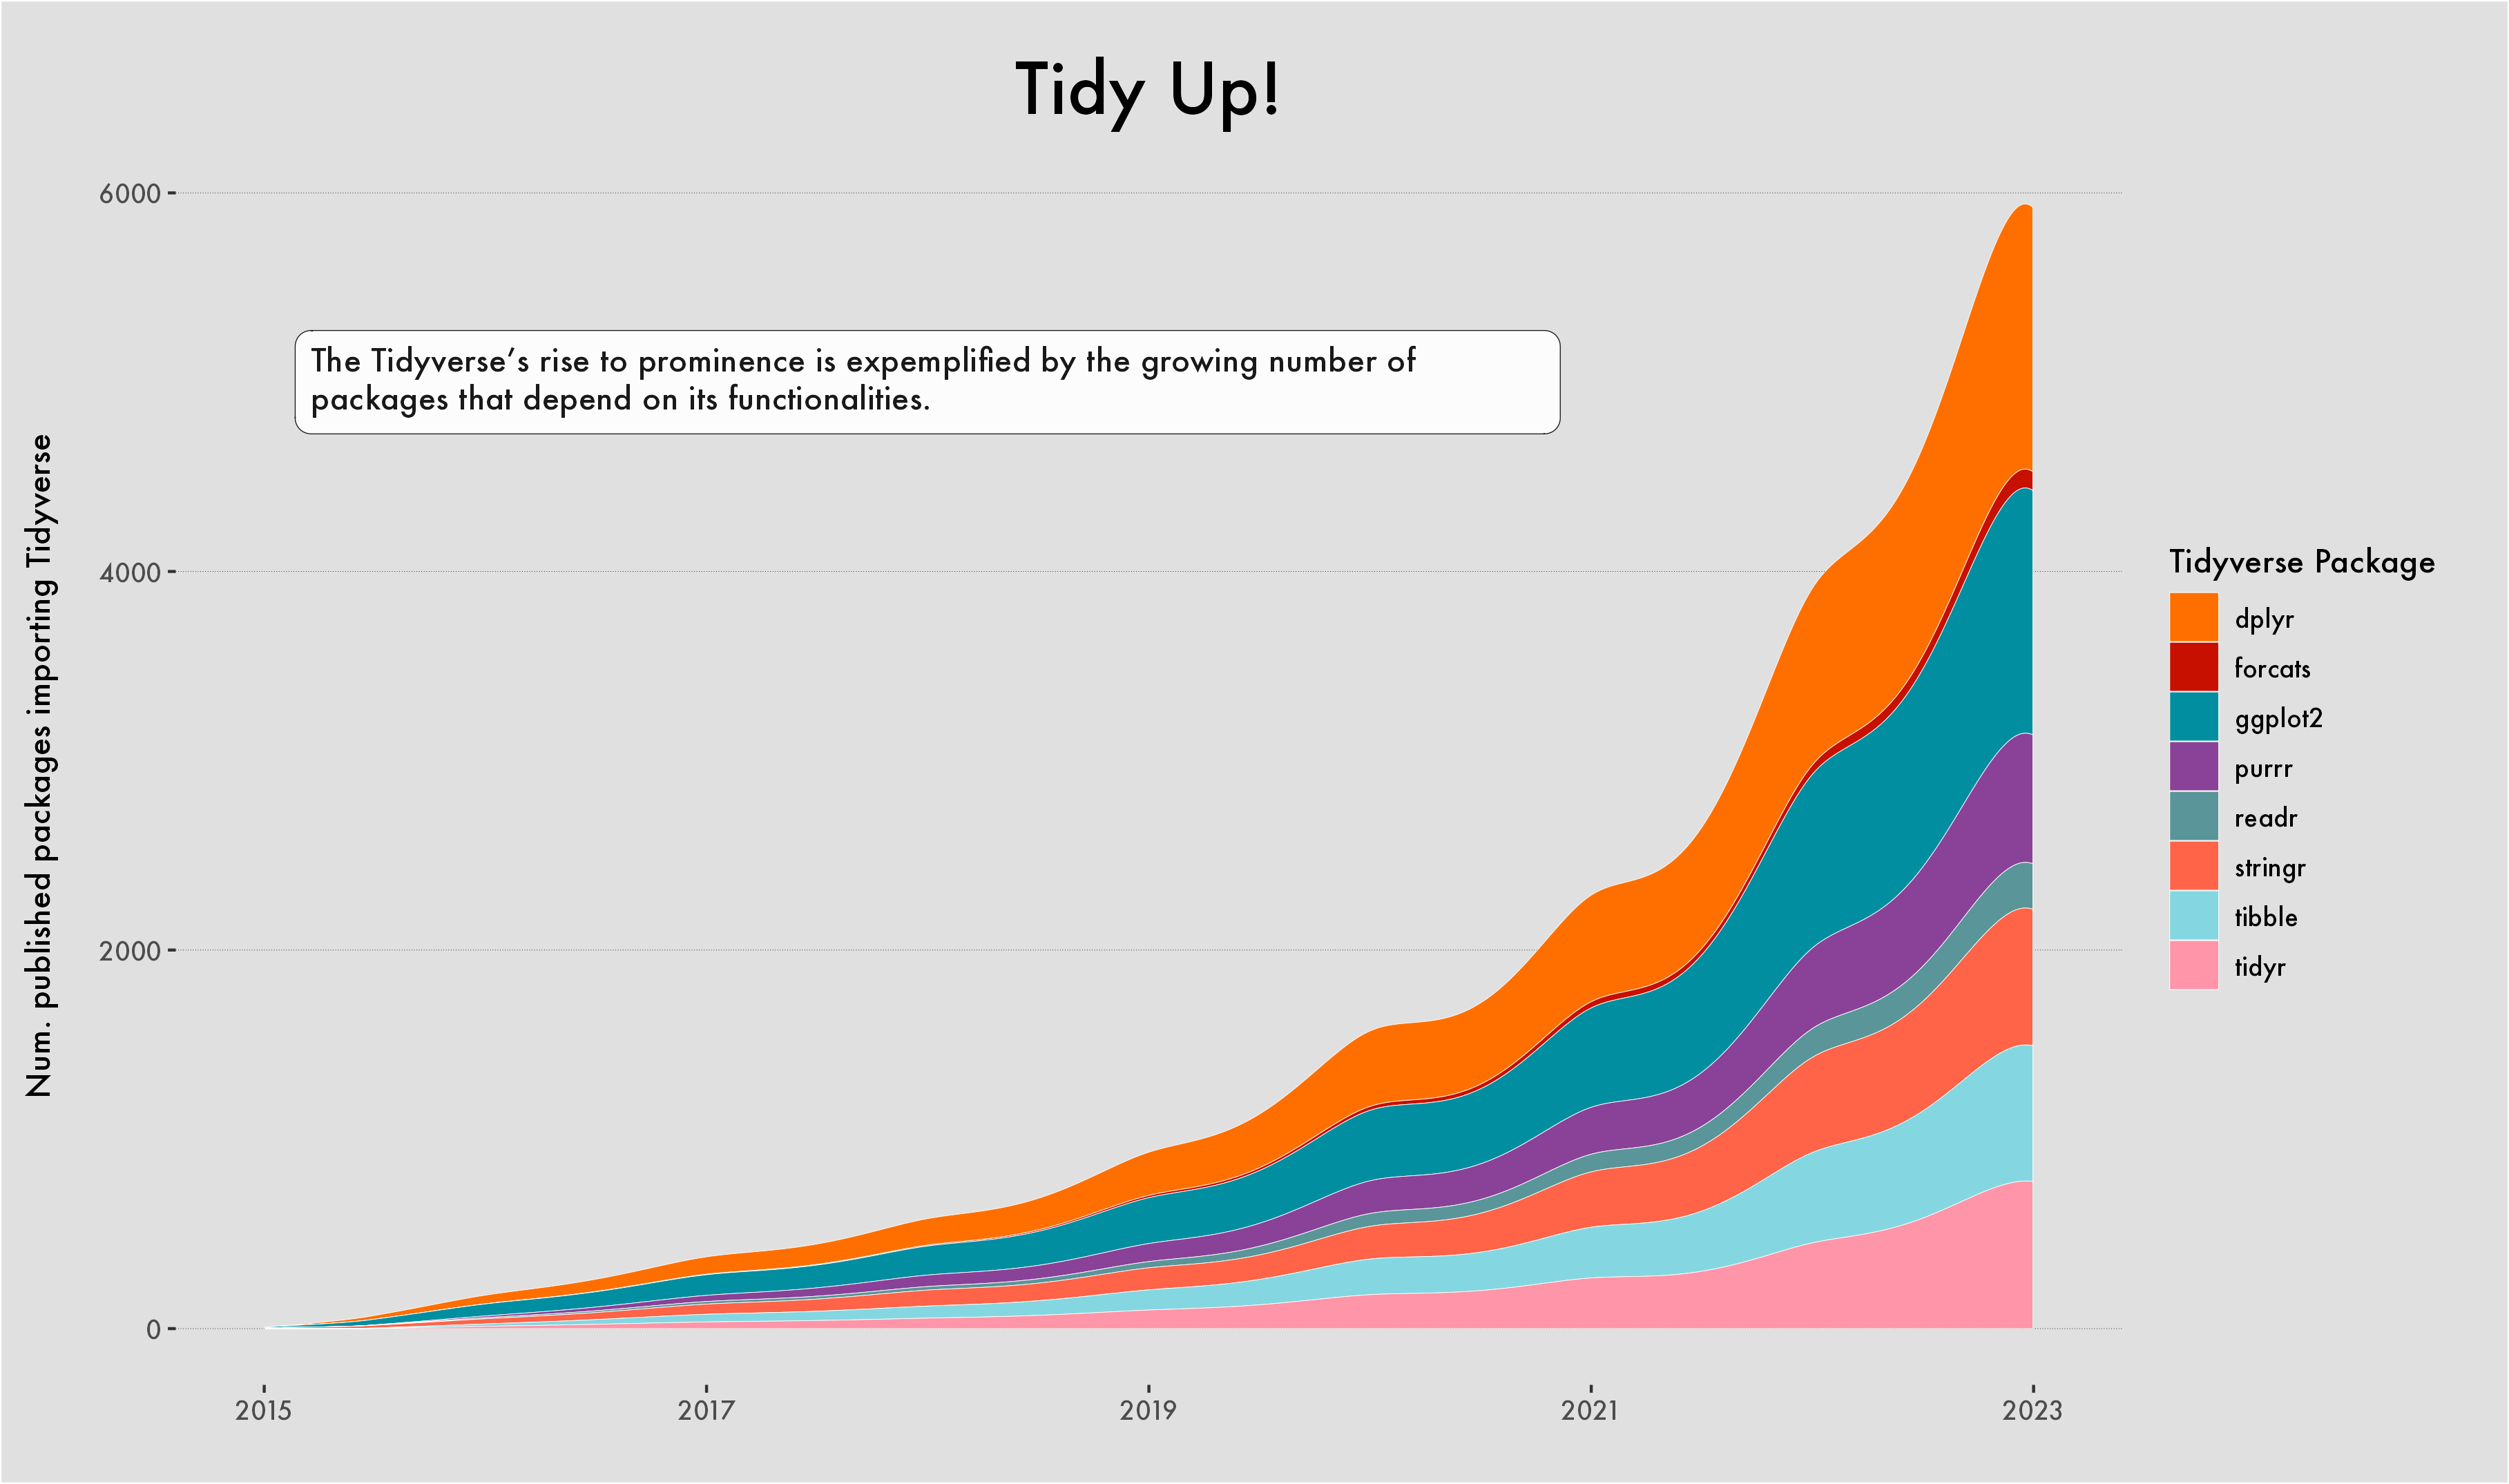 Tidy Up!
6000
The Tidyverse’s rise to prominence is expemplified by the growing number of
packages that depend on its functionalities.
Num. published packages importing Tidyverse
4000
2000
0
2015
2017
2019
2021
2023
Tidyverse Package
dplyr
forcats
ggplot2
purrr
readr
stringr
tibble
tidyr